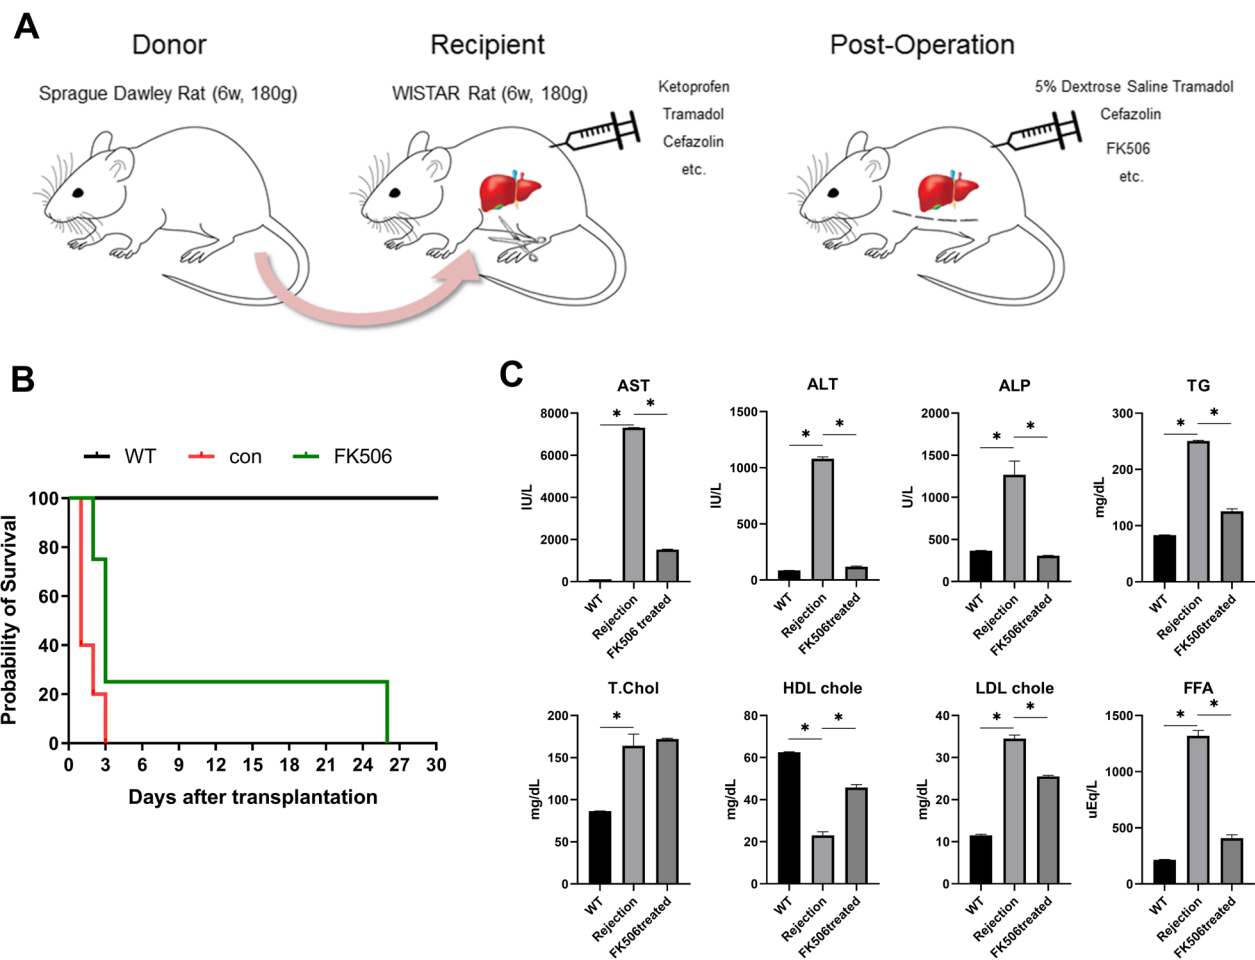 A
Donor
Recipient
Post-Operation
Sprague Dawley Rat (6w, 180g)
WISTAR Rat (6w, 180g)
Ketoprofen
Tramadol
Cefazolin
etc.
5% Dextrose Saline Tramadol
Cefazolin
FK506
etc.
B
WT
con
FK506
Probability of Survival
100
80
60
40
20
0
0 3 6 9 12 15 18 21 24 27 30
Days after transplantation
C
AST
IU/L
8000
6000
4000
2000
0
* *
WT
Rejection
FK506 treated
ALT
IU/L
1500
1000
500
0
* *
WT
Rejection
FK506treated
ALP
U/L
2000
1500
1000
500
0
* *
WT
Rejection
FK506treated
TG
mg/dL
300
200
100
0
* *
WT
Rejection
FK506treated
T.Chol
mg/dL
200
150
100
50
0
*
WT
Rejection
FK506treated
HDL chole
mg/dL
80
60
40
20
0
* *
WT
Rejection
FK506treated
LDL chole
mg/dL
40
30
20
10
0
* *
WT
Rejection
FK506treated
FFA
uEq/L
1500
1000
500
0
* *
WT
Rejection
FK506treated